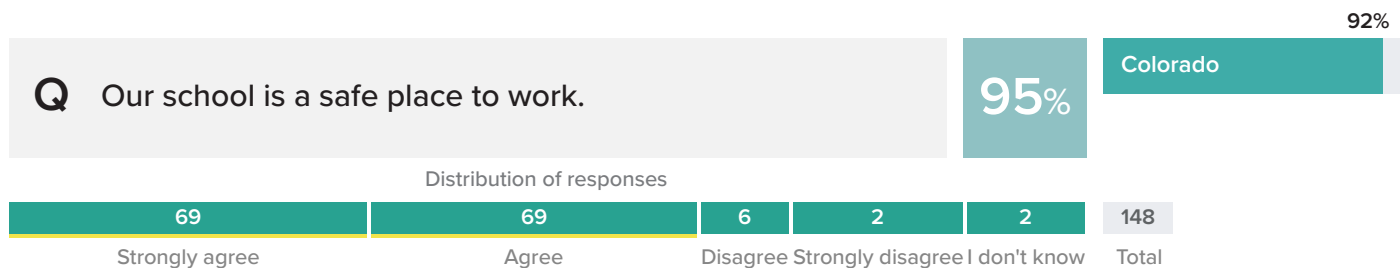 92%
Q Our school is a safe place to work.
95%
Colorado
Distribution of responses
69 69 6 2 2 148
Strongly agree Agree Disagree Strongly disagree I don't know Total